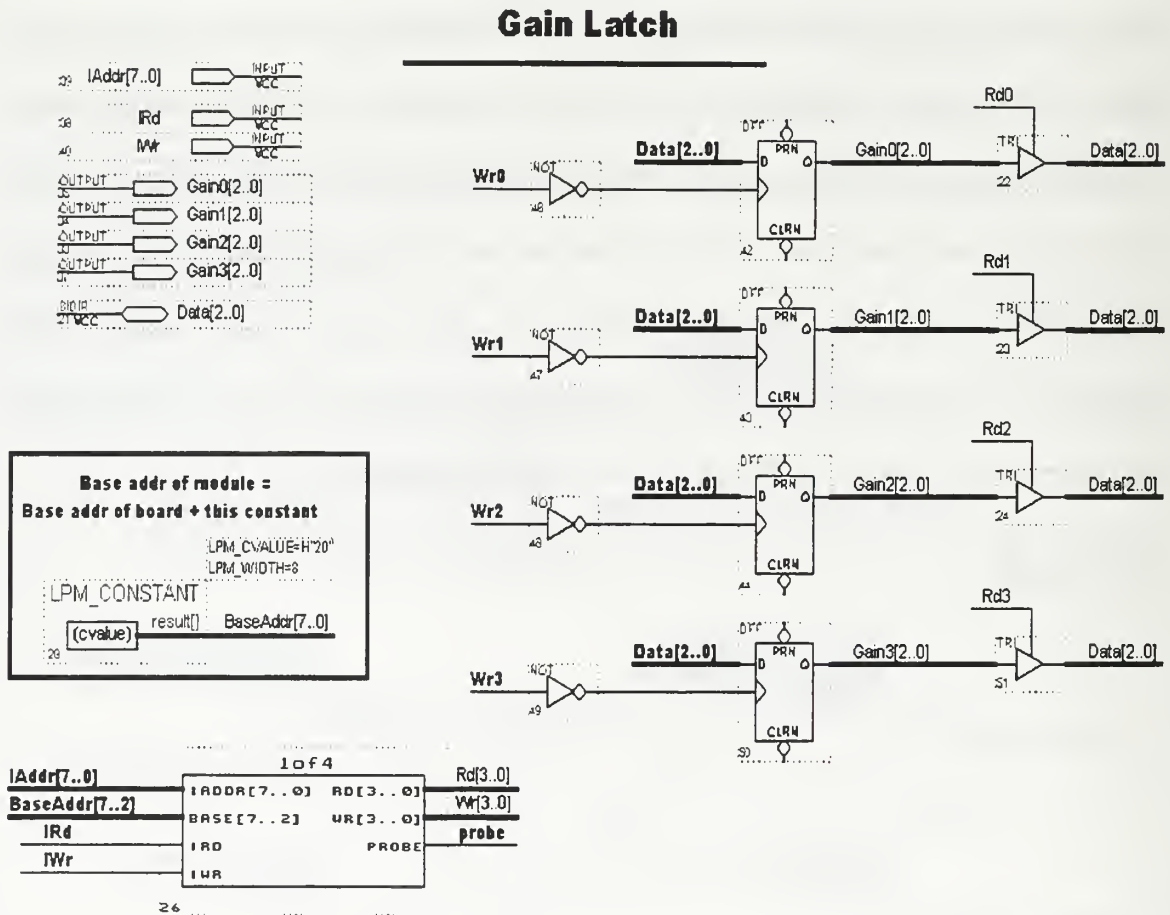 Gain Latch
IAddr[7..0] INPUT
VCC
IRd INPUT
VCC
IWr INPUT
VCC
OUTPUT Gain0[2..0]
OUTPUT Gain1[2..0]
OUTPUT Gain2[2..0]
OUTPUT Gain3[2..0]
BIDIR
VCC Data[2..0]
Base addr of module =
Base addr of board + this constant
LPM_CVALUE=H"20"
LPM_WIDTH=8
LPM_CONSTANT
(cvalue) result[] BaseAddr[7..0]
1of4
IAddr[7..0] IADDR[7..0] RD[3..0] Rd[3..0]
BaseAddr[7..2] BASE[7..2] WR[3..0] Wr[3..0]
IRd IRD PROBE probe
IWr IWR
26
Rd0
DFF
Data[2..0] D PRN Q Gain0[2..0] TRI Data[2..0]
Wr0 NOT
CLRN
Rd1
DFF
Data[2..0] D PRN Q Gain1[2..0] TRI Data[2..0]
Wr1 NOT
CLRN
Rd2
DFF
Data[2..0] D PRN Q Gain2[2..0] TRI Data[2..0]
Wr2 NOT
CLRN
Rd3
DFF
Data[2..0] D PRN Q Gain3[2..0] TRI Data[2..0]
Wr3 NOT
CLRN